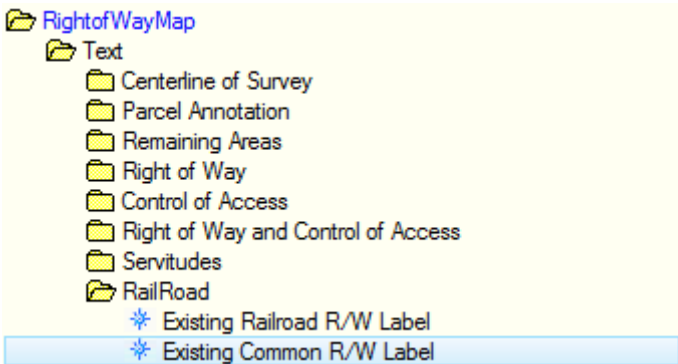 RightofWayMap
Text
Centerline of Survey
Parcel Annotation
Remaining Areas
Right of Way
Control of Access
Right of Way and Control of Access
Servitudes
RailRoad
Existing Railroad R/W Label
Existing Common R/W Label